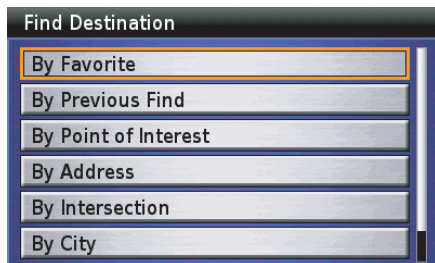 Find Destination
By Favorite
By Previous Find
By Point of Interest
By Address
By Intersection
By City